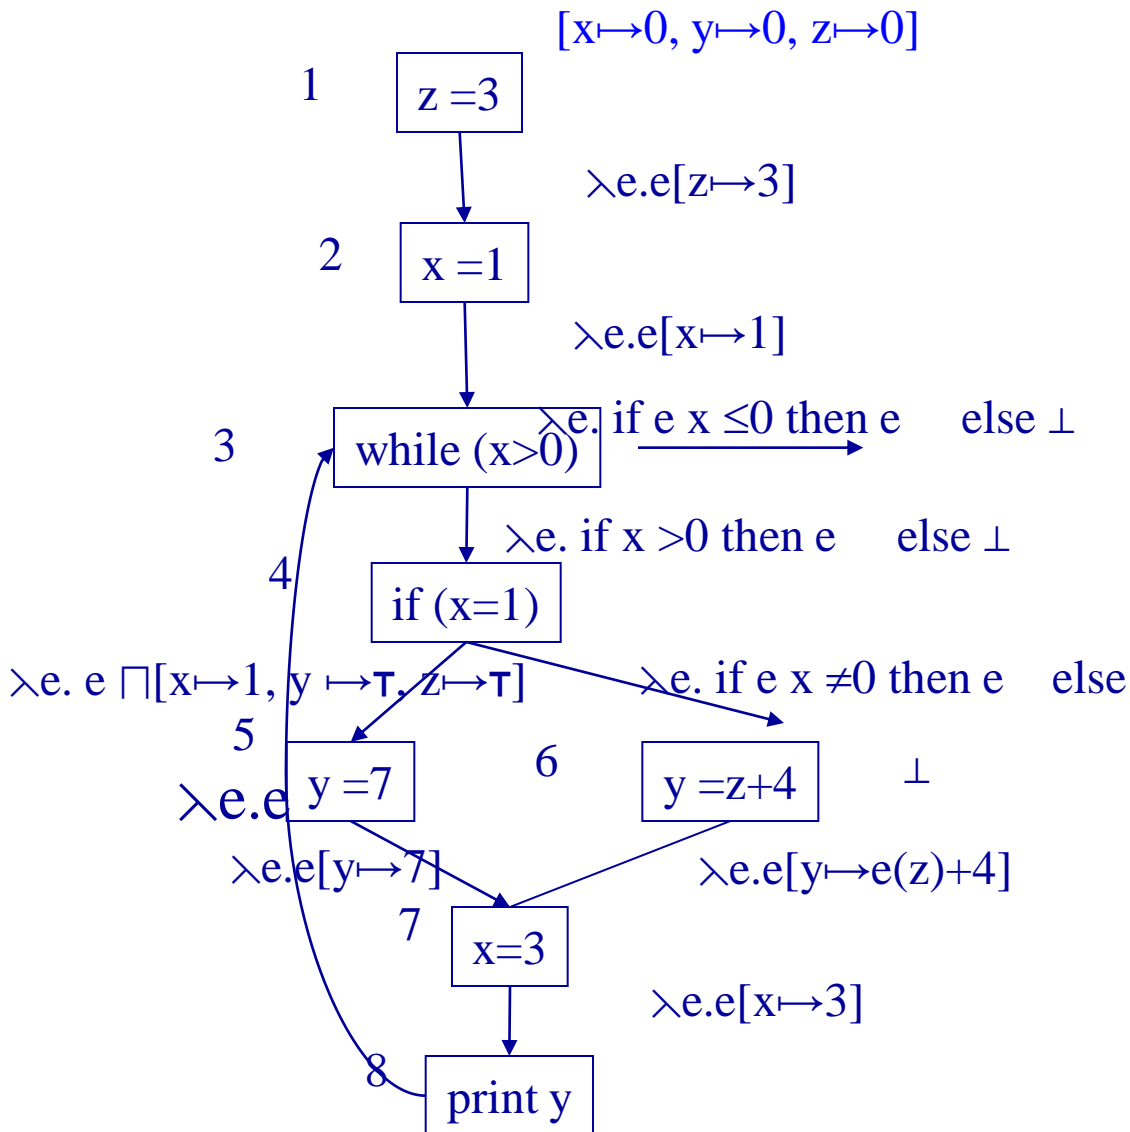 [x↦0, y↦0, z↦0]
1
z =3
λe.e[z↦3]
2
x =1
λe.e[x↦1]
3
while (x>0)
λe. if e x ≤0 then e else ⊥
λe. if x >0 then e else ⊥
4
if (x=1)
λe. e ⊓[x↦1, y ↦⊤, z↦⊤]
λe. if e x ≠0 then e else
⊥
5
y =7
6
y =z+4
λe.e
λe.e[y↦7]
λe.e[y↦e(z)+4]
7
x=3
λe.e[x↦3]
8
print y